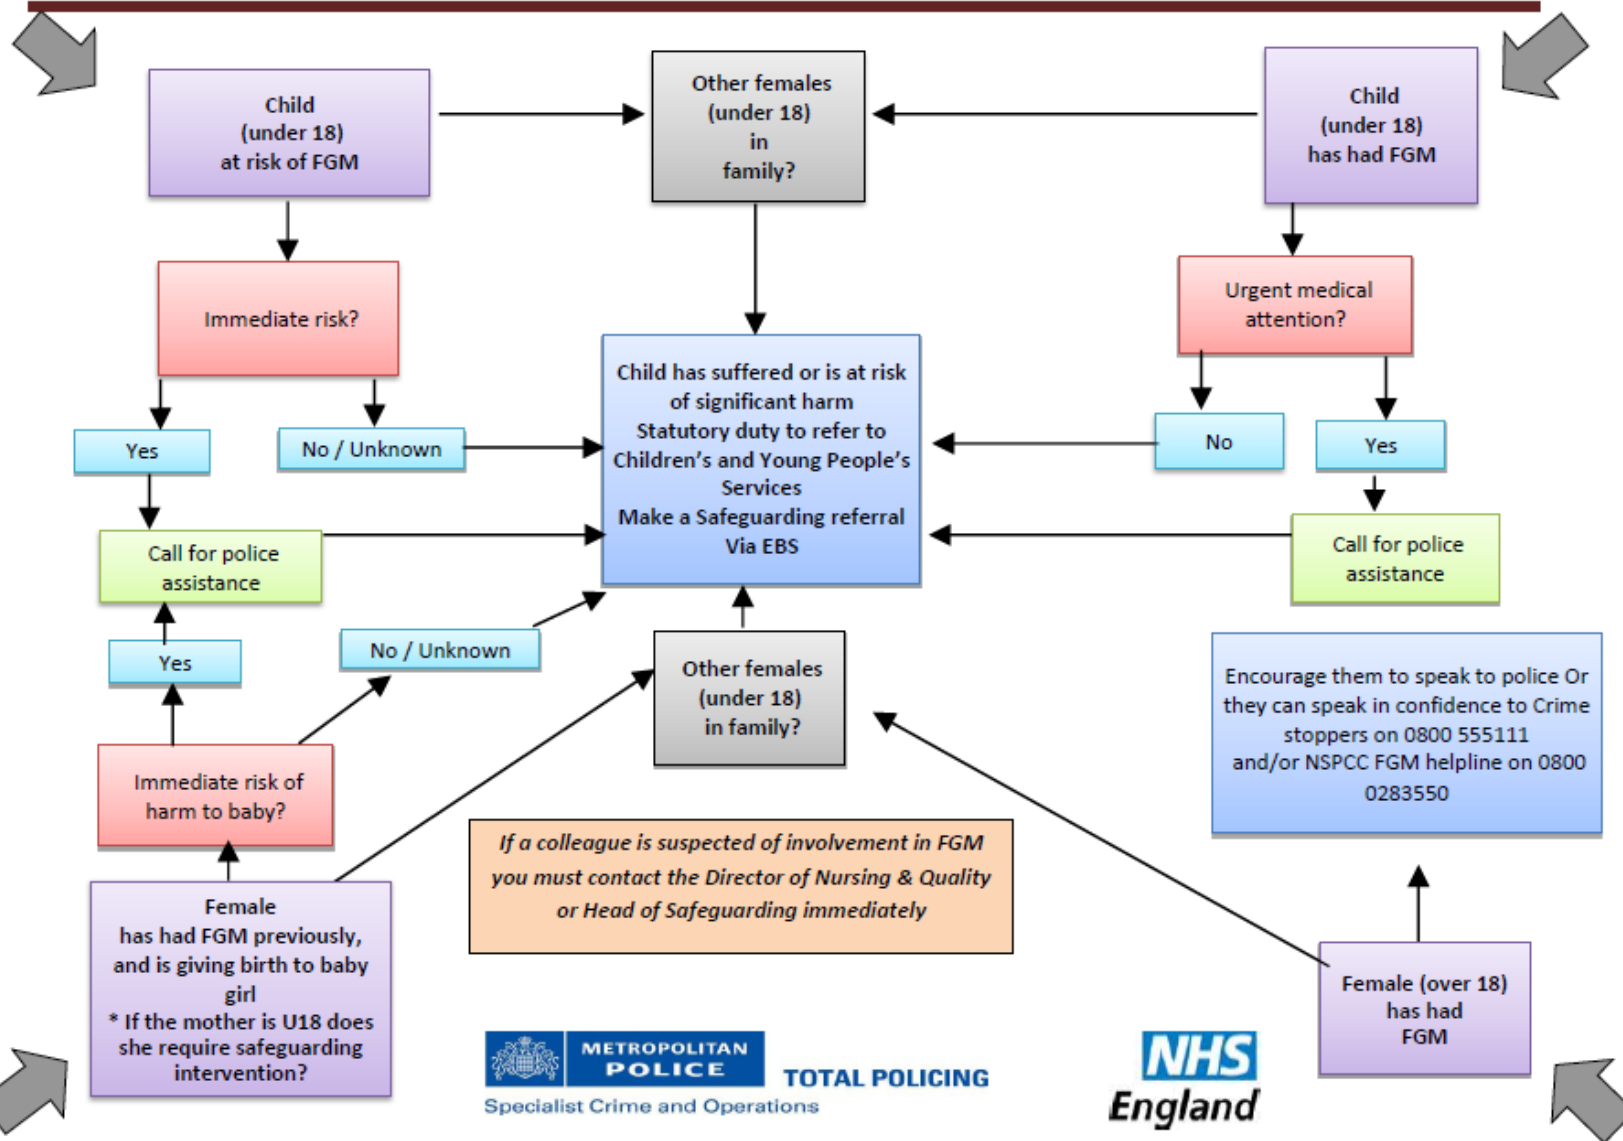 Child
(under 18)
at risk of FGM
Other females
(under 18)
in
family?
Child
(under 18)
has had FGM
Immediate risk?
Urgent medical
attention?
Yes
No / Unknown
Child has suffered or is at risk
of significant harm
Statutory duty to refer to
Children’s and Young People’s
Services
Make a Safeguarding referral
Via EBS
No
Yes
Call for police
assistance
Call for police
assistance
Yes
No / Unknown
Other females
(under 18)
in family?
Encourage them to speak to police Or
they can speak in confidence to Crime
stoppers on 0800 555111
and/or NSPCC FGM helpline on 0800
0283550
Immediate risk of
harm to baby?
If a colleague is suspected of involvement in FGM
you must contact the Director of Nursing & Quality
or Head of Safeguarding immediately
Female
has had FGM previously,
and is giving birth to baby
girl
* If the mother is U18 does
she require safeguarding
intervention?
Female (over 18)
has had
FGM
METROPOLITAN
POLICE
TOTAL POLICING
Specialist Crime and Operations
NHS
England